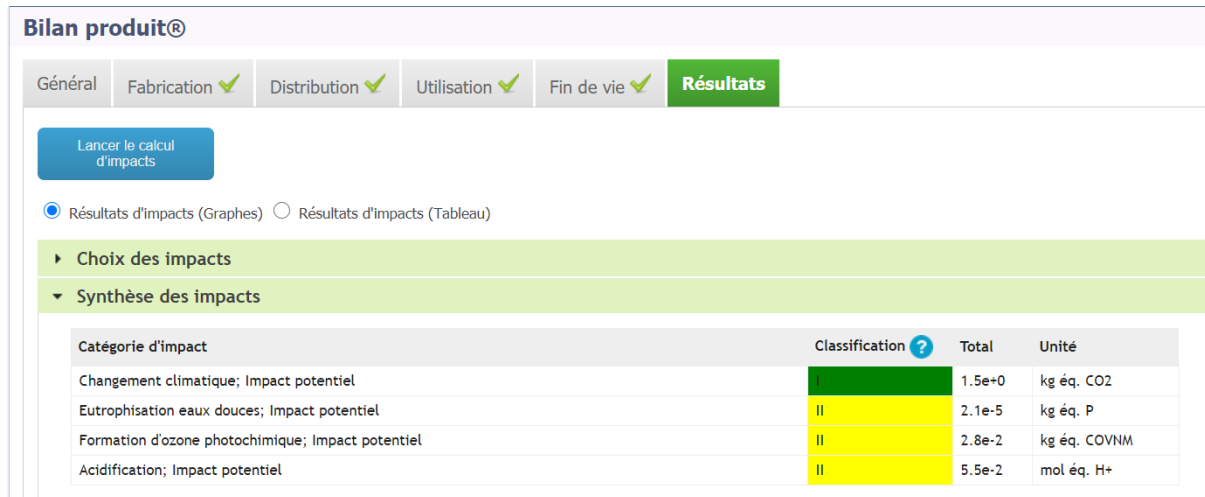 Bilan produit®
Général Fabrication Distribution Utilisation Fin de vie Résultats
Lancer le calcul
d'impacts
Résultats d'impacts (Graphes) Résultats d'impacts (Tableau)
Choix des impacts
Synthèse des impacts
Catégorie d'impact Classification ? Total Unité
Changement climatique; Impact potentiel I 1.5e+0 kg éq. CO2
Eutrophisation eaux douces; Impact potentiel II 2.1e-5 kg éq. P
Formation d'ozone photochimique; Impact potentiel II 2.8e-2 kg éq. COVNM
Acidification; Impact potentiel II 5.5e-2 mol éq. H+